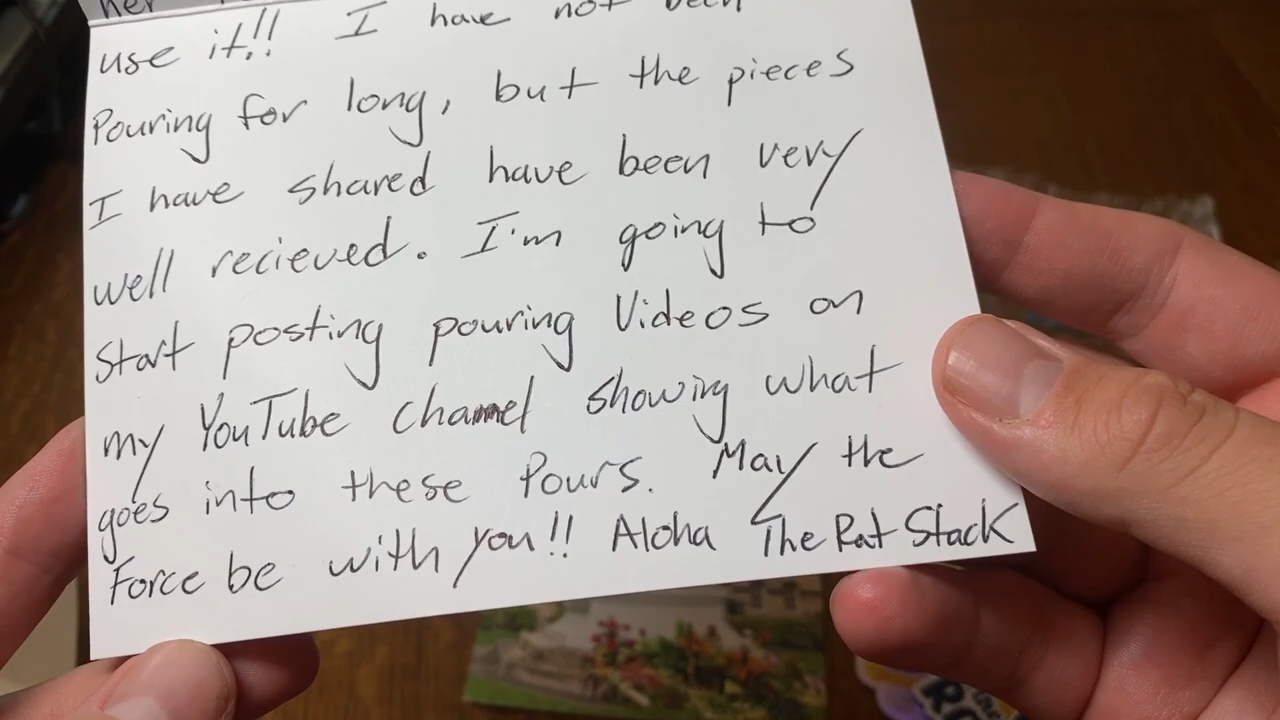 her
use it!! I have not been
Pouring for long, but the pieces
I have shared have been very
well recieved. I'm going to
Start posting pouring Videos on
my YouTube channel showing what
goes into these Pours. May the
Force be with you!! Aloha The Rat Stack